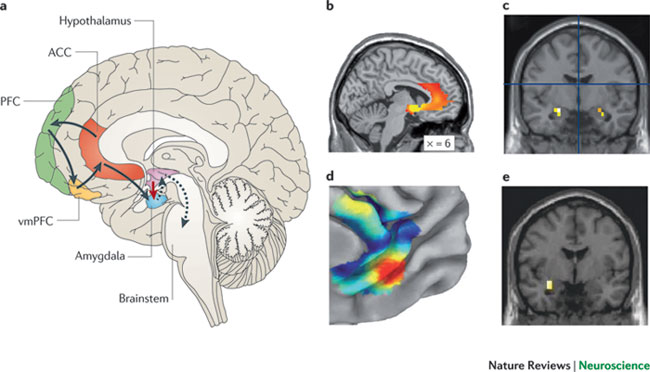 a
Hypothalamus
ACC
PFC
vmPFC
Amygdala
Brainstem
b
× = 6
c
d
e
Nature Reviews | Neuroscience